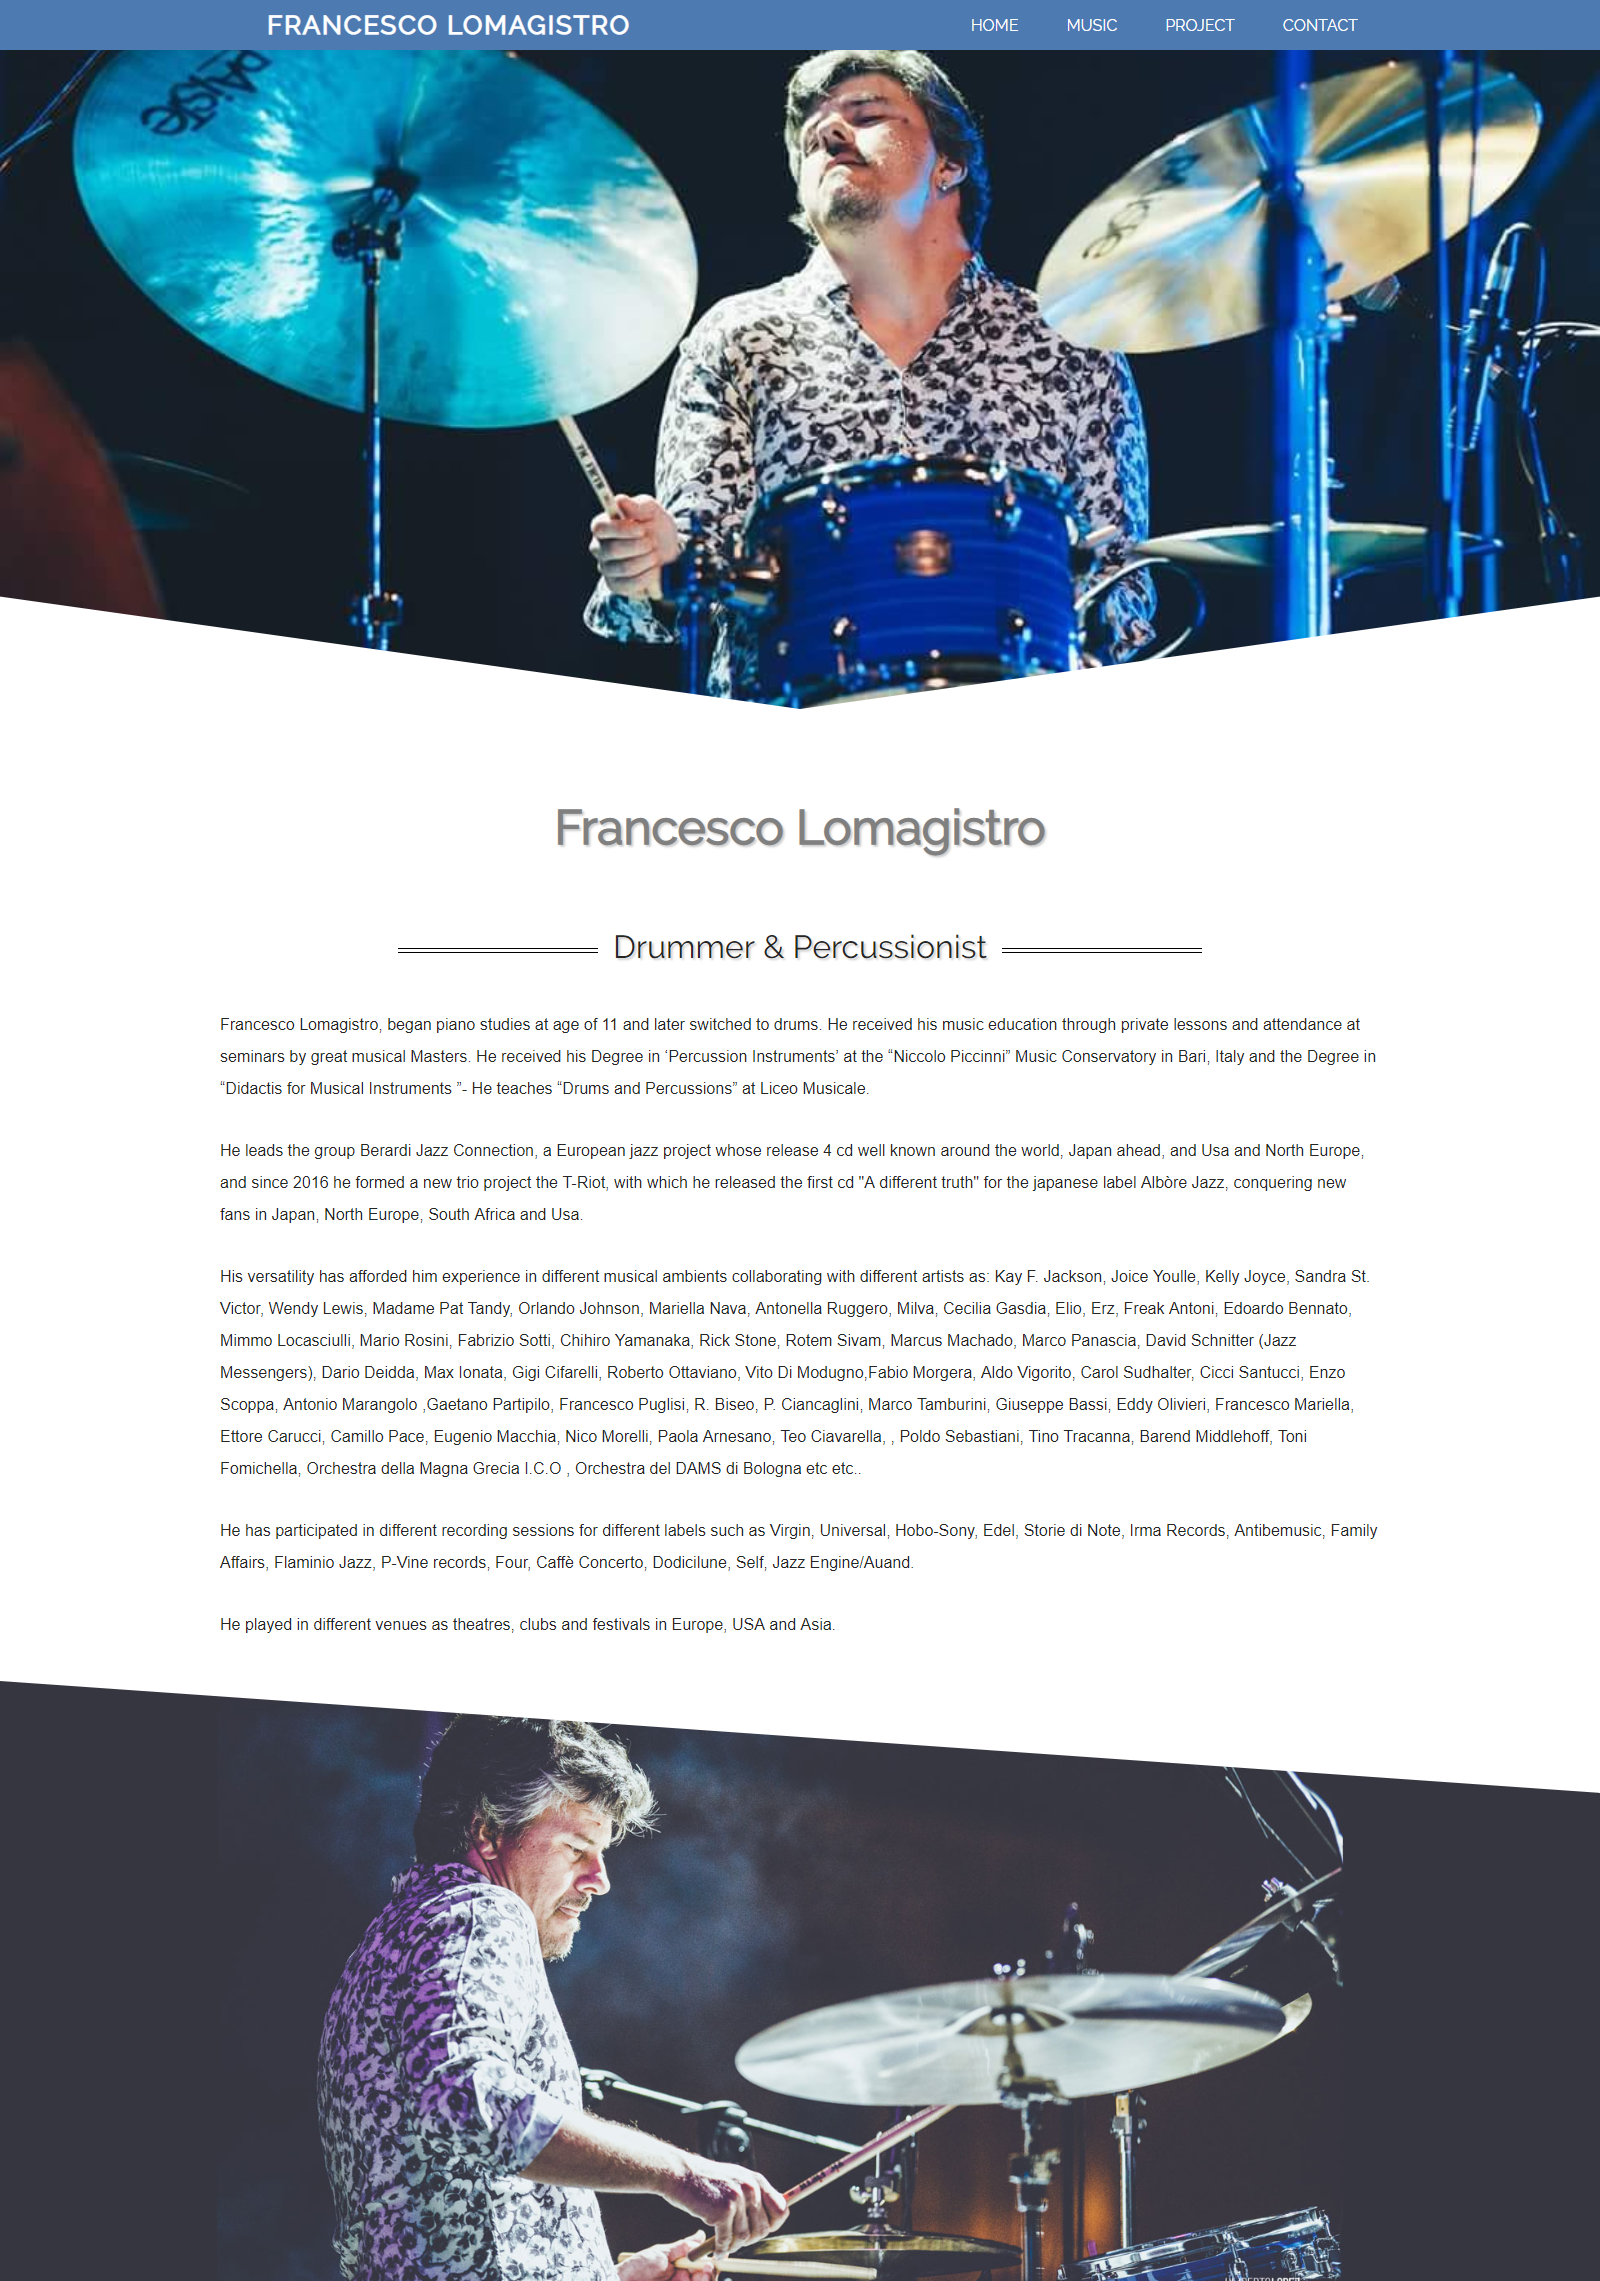 FRANCESCO LOMAGISTRO
HOME MUSIC PROJECT CONTACT
PAiSTe
Francesco Lomagistro
Drummer & Percussionist
Francesco Lomagistro, began piano studies at age of 11 and later switched to drums. He received his music education through private lessons and attendance at
seminars by great musical Masters. He received his Degree in ‘Percussion Instruments’ at the “Niccolo Piccinni” Music Conservatory in Bari, Italy and the Degree in
“Didactis for Musical Instruments ”- He teaches “Drums and Percussions” at Liceo Musicale.
He leads the group Berardi Jazz Connection, a European jazz project whose release 4 cd well known around the world, Japan ahead, and Usa and North Europe,
and since 2016 he formed a new trio project the T-Riot, with which he released the first cd "A different truth" for the japanese label Albòre Jazz, conquering new
fans in Japan, North Europe, South Africa and Usa.
His versatility has afforded him experience in different musical ambients collaborating with different artists as: Kay F. Jackson, Joice Youlle, Kelly Joyce, Sandra St.
Victor, Wendy Lewis, Madame Pat Tandy, Orlando Johnson, Mariella Nava, Antonella Ruggero, Milva, Cecilia Gasdia, Elio, Erz, Freak Antoni, Edoardo Bennato,
Mimmo Locasciulli, Mario Rosini, Fabrizio Sotti, Chihiro Yamanaka, Rick Stone, Rotem Sivam, Marcus Machado, Marco Panascia, David Schnitter (Jazz
Messengers), Dario Deidda, Max Ionata, Gigi Cifarelli, Roberto Ottaviano, Vito Di Modugno,Fabio Morgera, Aldo Vigorito, Carol Sudhalter, Cicci Santucci, Enzo
Scoppa, Antonio Marangolo ,Gaetano Partipilo, Francesco Puglisi, R. Biseo, P. Ciancaglini, Marco Tamburini, Giuseppe Bassi, Eddy Olivieri, Francesco Mariella,
Ettore Carucci, Camillo Pace, Eugenio Macchia, Nico Morelli, Paola Arnesano, Teo Ciavarella, , Poldo Sebastiani, Tino Tracanna, Barend Middlehoff, Toni
Fornichella, Orchestra della Magna Grecia I.C.O , Orchestra del DAMS di Bologna etc etc..
He has participated in different recording sessions for different labels such as Virgin, Universal, Hobo-Sony, Edel, Storie di Note, Irma Records, Antibemusic, Family
Affairs, Flaminio Jazz, P-Vine records, Four, Caffè Concerto, Dodicilune, Self, Jazz Engine/Auand.
He played in different venues as theatres, clubs and festivals in Europe, USA and Asia.